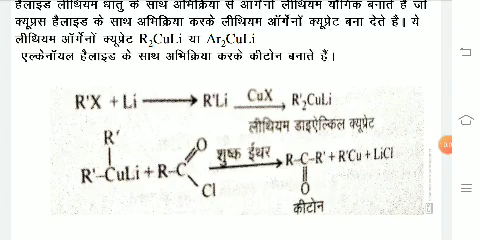 हैलाइड लीथियम धातु के साथ अभिक्रिया से आर्गेनो लीथियम यौगिक बनाते हैं जो
क्यूप्रस हैलाइड के साथ अभिक्रिया करके लीथियम ऑर्गेनों क्यूप्रेट बना देते है। ये
लीथियम ऑर्गेनों क्यूप्रेट R₂CuLi या Ar₂CuLi
एल्केनॉयल हैलाइड के साथ अभिक्रिया करके कीटोन बनाते हैं।
R'X + Li ⟶ R'Li CuX → R'₂CuLi
लीथियम डाइऐल्किल क्यूप्रेट
R'
R'-CuLi + R-C O Cl शुष्क ईथर → R-C-R' + R'Cu + LiCl
O
कीटोन